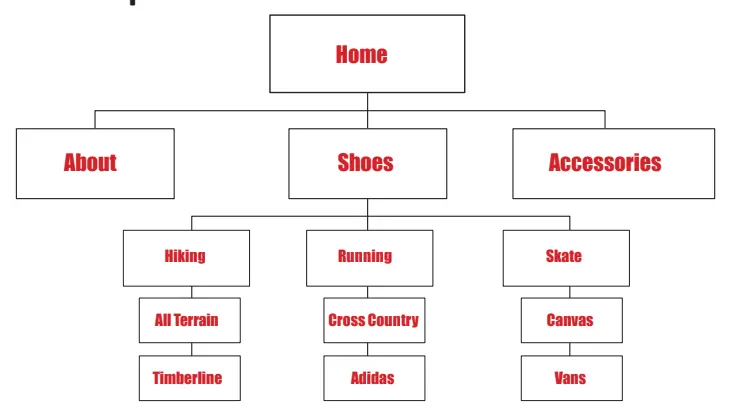 Home
About
Shoes
Accessories
Hiking
Running
Skate
All Terrain
Cross Country
Canvas
Timberline
Adidas
Vans